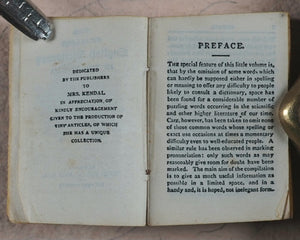 DEDICATED
BY THE PUBLISHERS
TO
MRS. KENDAL
IN APPRECIATION, OF
KINDLY ENCOURAGEMENT
GIVEN TO THE PRODUCTION OF
TINY ARTICLES, OF WHICH
SHE HAS A UNIQUE
COLLECTION.
PREFACE.
The special feature of this little volume is,
that by the omission of some words which
can hardly be supposed either in spelling
or meaning to offer any difficulty to people
likely to consult a dictionary, space has
been found for a considerable number of
puzzling words occurring in the scientific
and other higher literature of our time.
Care, however, has been taken to omit none
of those common words whose spelling or
exact use occasions at times a momentary
difficulty even to well-educated people. A
similar rule has been observed in marking
pronunciation: only such words as may
reasonably give room for doubt have been
marked. The main aim of the compilation
is to give as much useful information as
possible in a limited space, and in a
handy and, it is hoped, not inelegant form.